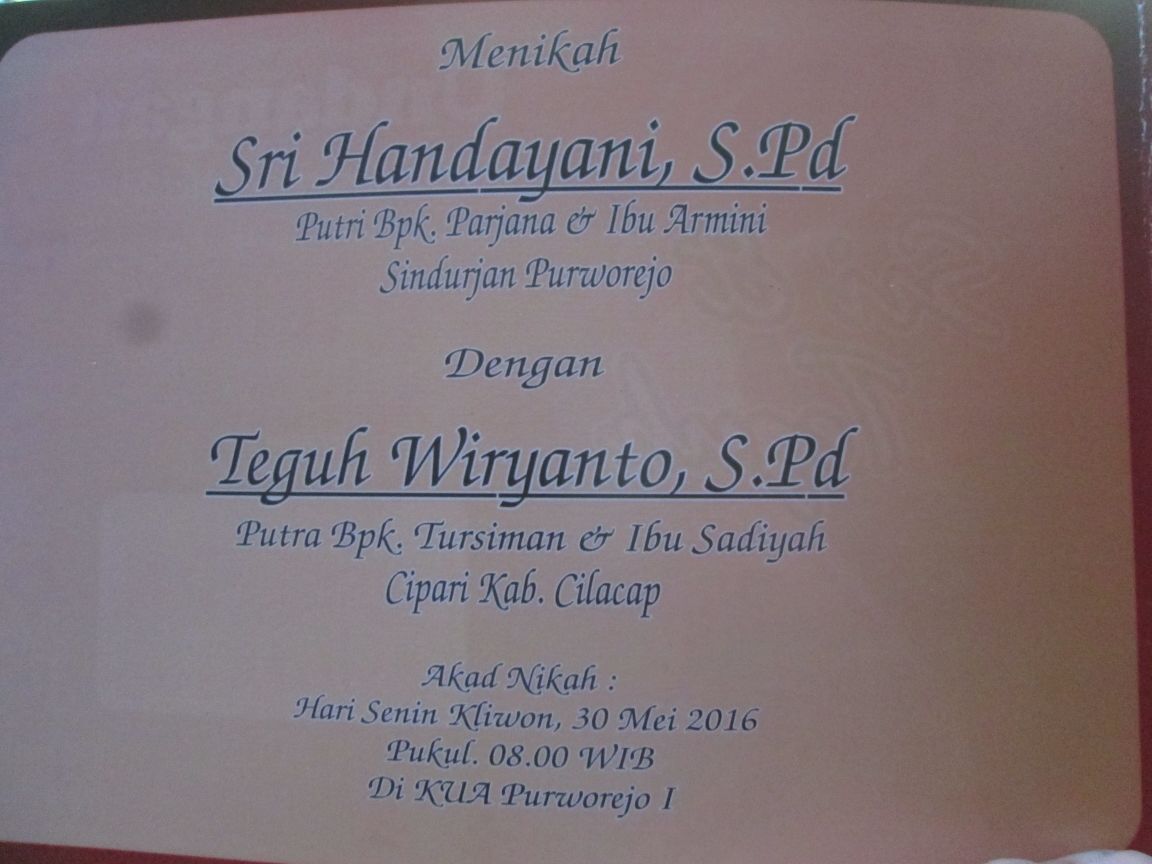 Menikah
Sri Handayani, S.Pd
Putri Bpk. Parjana & Ibu Armini
Sindurjan Purworejo
Dengan
Teguh Wiryanto, S.Pd
Putra Bpk. Tursiman & Ibu Sadiyah
Cipari Kab. Cilacap
Akad Nikah :
Hari Senin Kliwon, 30 Mei 2016
Pukul. 08.00 WIB
Di KUA Purworejo I